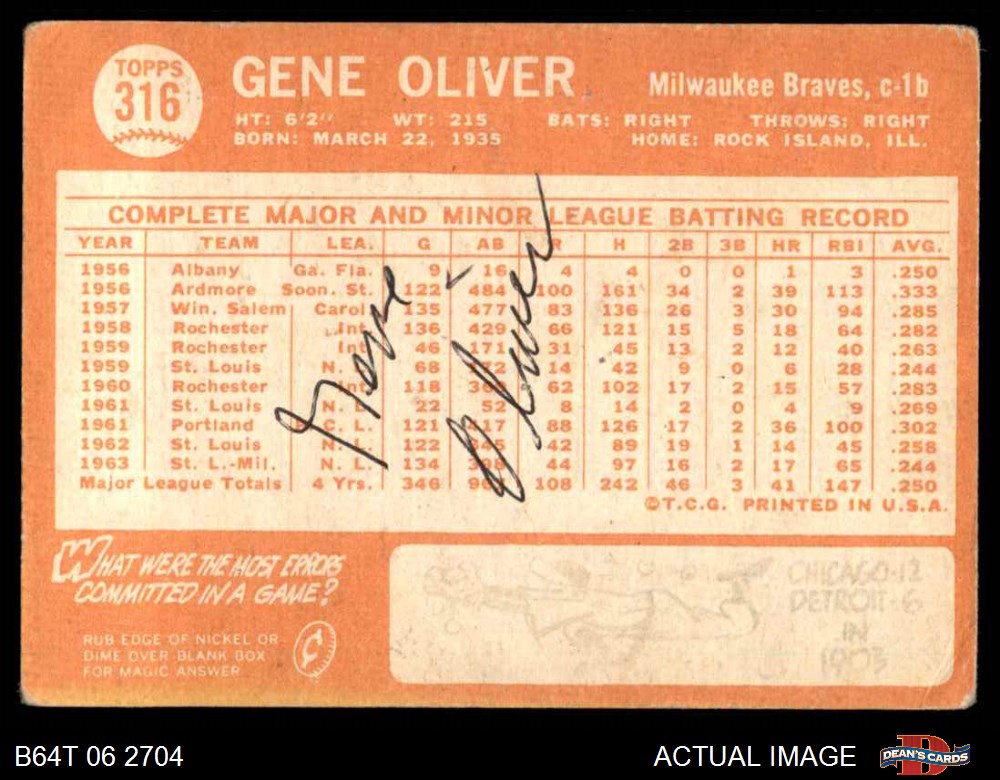 TOPPS
316
GENE OLIVER
Milwaukee Braves, c-1b
HT: 6'2" WT: 215 BATS: RIGHT THROWS: RIGHT
BORN: MARCH 22, 1935 HOME: ROCK ISLAND, ILL.
COMPLETE MAJOR AND MINOR LEAGUE BATTING RECORD
YEAR TEAM LEA. G AB R H 2B 3B HR RBI AVG.
1956 Albany Ga. Fla. 9 16 4 4 0 0 1 3 .250
1956 Ardmore Soon. St. 122 484 100 161 34 2 39 113 .333
1957 Win. Salem Carol. 135 477 83 136 26 3 30 94 .285
1958 Rochester Int. 136 429 66 121 15 5 18 64 .282
1959 Rochester Int. 46 171 31 45 13 2 12 40 .263
1959 St. Louis N. L. 68 172 14 42 9 0 6 28 .244
1960 Rochester Int. 118 62 102 17 2 15 57 .283
1961 St. Louis N. L. 22 52 8 14 2 0 4 9 .269
1961 Portland P. C. L. 121 417 88 126 17 2 36 100 .302
1962 St. Louis N. L. 122 345 42 89 19 1 14 45 .258
1963 St. L.-Mil. N. L. 134 398 44 97 16 2 17 65 .244
Major League Totals 4 Yrs. 346 108 242 46 3 41 147 .250
©T.C.G. PRINTED IN U.S.A.
Gene
Oliver
WHAT WERE THE MOST ERRORS
COMMITTED IN A GAME?
RUB EDGE OF NICKEL OR
DIME OVER BLANK BOX
FOR MAGIC ANSWER
CHICAGO-12
DETROIT-6
IN
1903
B64T 06 2704
ACTUAL IMAGE
DEAN'S CARDS